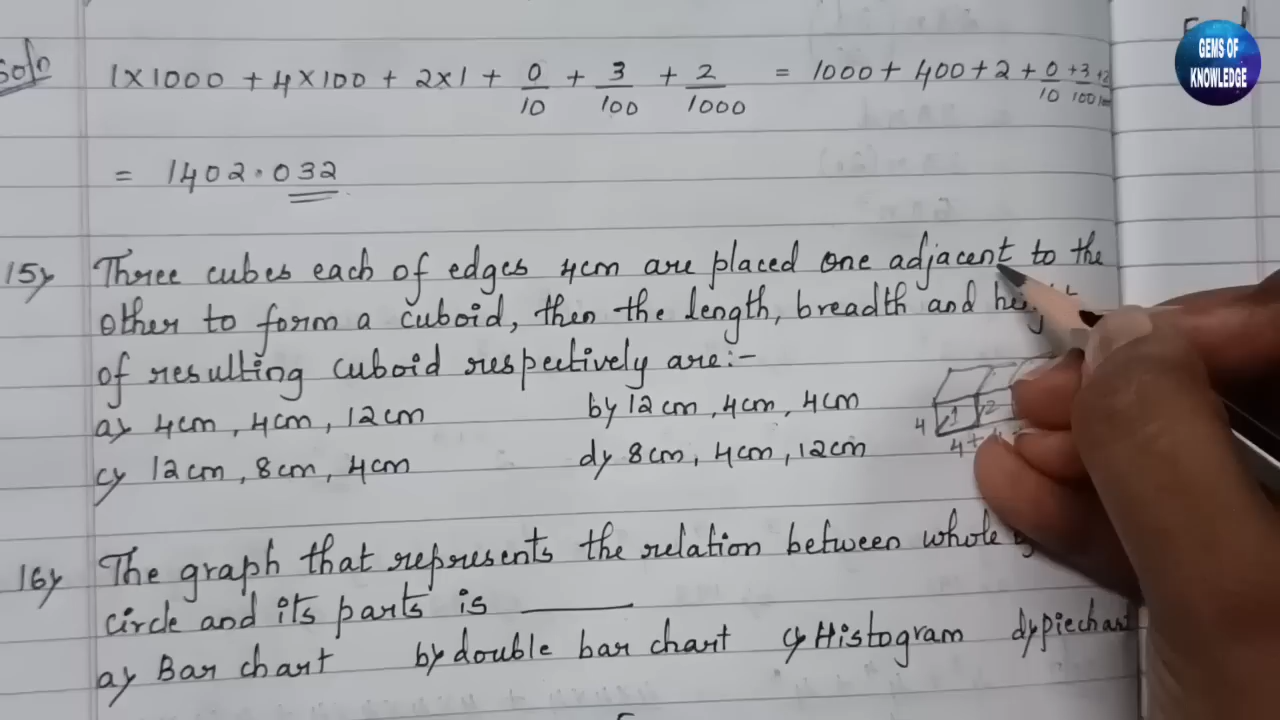 GEMS OF
KNOWLEDGE
Soln
1×1000 + 4×100 + 2×1 + 0/10 + 3/100 + 2/1000 = 1000 + 400 + 2 + 0/10 + 3/100
= 1402.032
15) Three cubes each of edges 4cm are placed one adjacent to the
other to form a cuboid, then the length, breadth and
of resulting cuboid respectively are:-
a) 4cm, 4cm, 12cm b) 12cm, 4cm, 4cm
c) 12cm, 8cm, 4cm d) 8cm, 4cm, 12cm
4 1 2
4+
16) The graph that represents the relation between whole
circle and its parts is ______
a) Bar chart b) double bar chart c) Histogram d) piechart